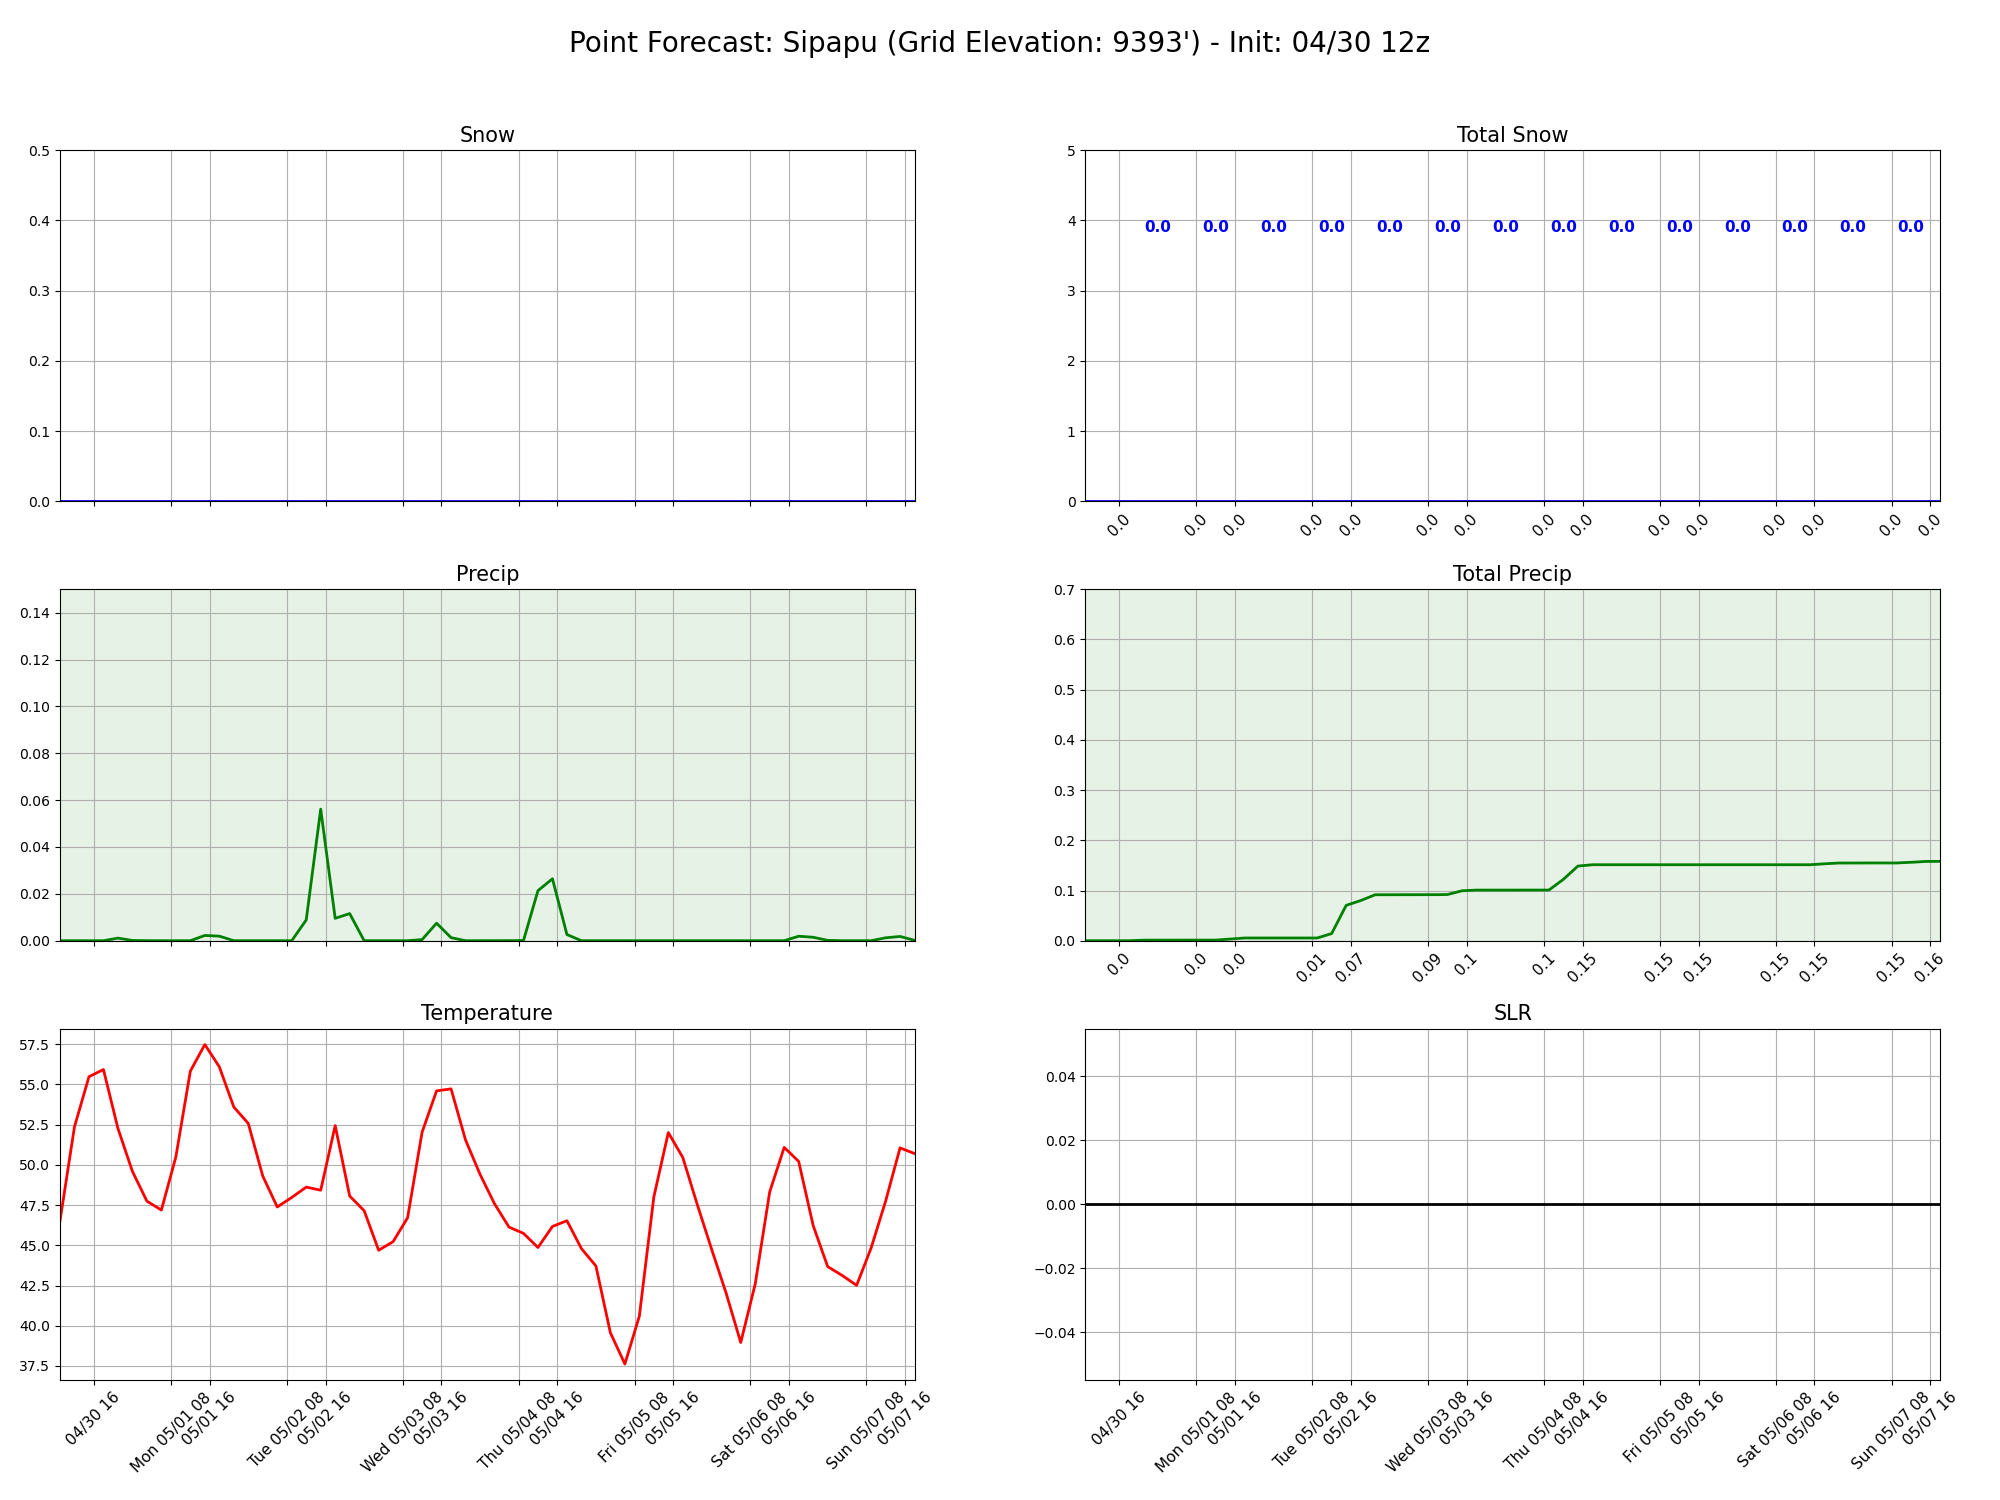 Point Forecast: Sipapu (Grid Elevation: 9393') - Init: 04/30 12z
Snow
0.5
0.4
0.3
0.2
0.1
0.0
Total Snow
5
4
3
2
1
0
0.0 0.0 0.0 0.0 0.0 0.0 0.0 0.0 0.0 0.0 0.0 0.0 0.0 0.0
0.0 0.0 0.0 0.0 0.0 0.0 0.0 0.0 0.0 0.0 0.0 0.0 0.0 0.0 0.0
Precip
0.14
0.12
0.10
0.08
0.06
0.04
0.02
0.00
Total Precip
0.7
0.6
0.5
0.4
0.3
0.2
0.1
0.0
0.0 0.0 0.0 0.01 0.07 0.09 0.1 0.1 0.15 0.15 0.15 0.15 0.15 0.15 0.16
Temperature
57.5
55.0
52.5
50.0
47.5
45.0
42.5
40.0
37.5
04/30 16
Mon 05/01 08
05/01 16
Tue 05/02 08
05/02 16
Wed 05/03 08
05/03 16
Thu 05/04 08
05/04 16
Fri 05/05 08
05/05 16
Sat 05/06 08
05/06 16
Sun 05/07 08
05/07 16
SLR
0.04
0.02
0.00
−0.02
−0.04
04/30 16
Mon 05/01 08
05/01 16
Tue 05/02 08
05/02 16
Wed 05/03 08
05/03 16
Thu 05/04 08
05/04 16
Fri 05/05 08
05/05 16
Sat 05/06 08
05/06 16
Sun 05/07 08
05/07 16